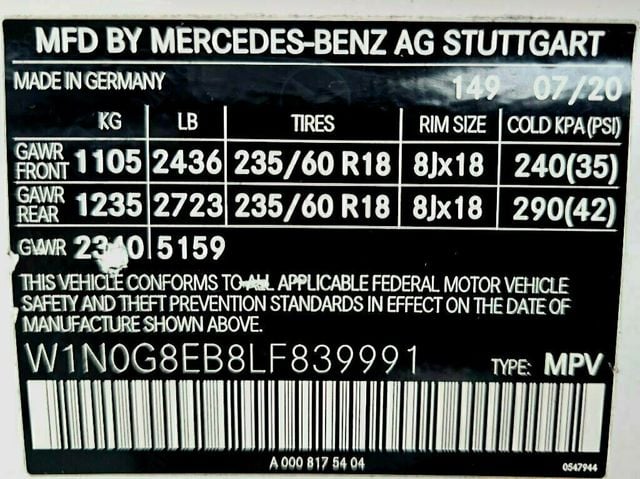 MFD BY MERCEDES-BENZ AG STUTTGART
MADE IN GERMANY 149 07/20
KG LB TIRES RIM SIZE COLD KPA(PSI)
GAWR FRONT 1105 2436 235/60 R18 8Jx18 240(35)
GAWR REAR 1235 2723 235/60 R18 8Jx18 290(42)
GVWR 2340 5159
THIS VEHICLE CONFORMS TO ALL APPLICABLE FEDERAL MOTOR VEHICLE
SAFETY AND THEFT PREVENTION STANDARDS IN EFFECT ON THE DATE OF
MANUFACTURE SHOWN ABOVE.
W1N0G8EB8LF839991 TYPE: MPV
A 000 817 54 04 0547944